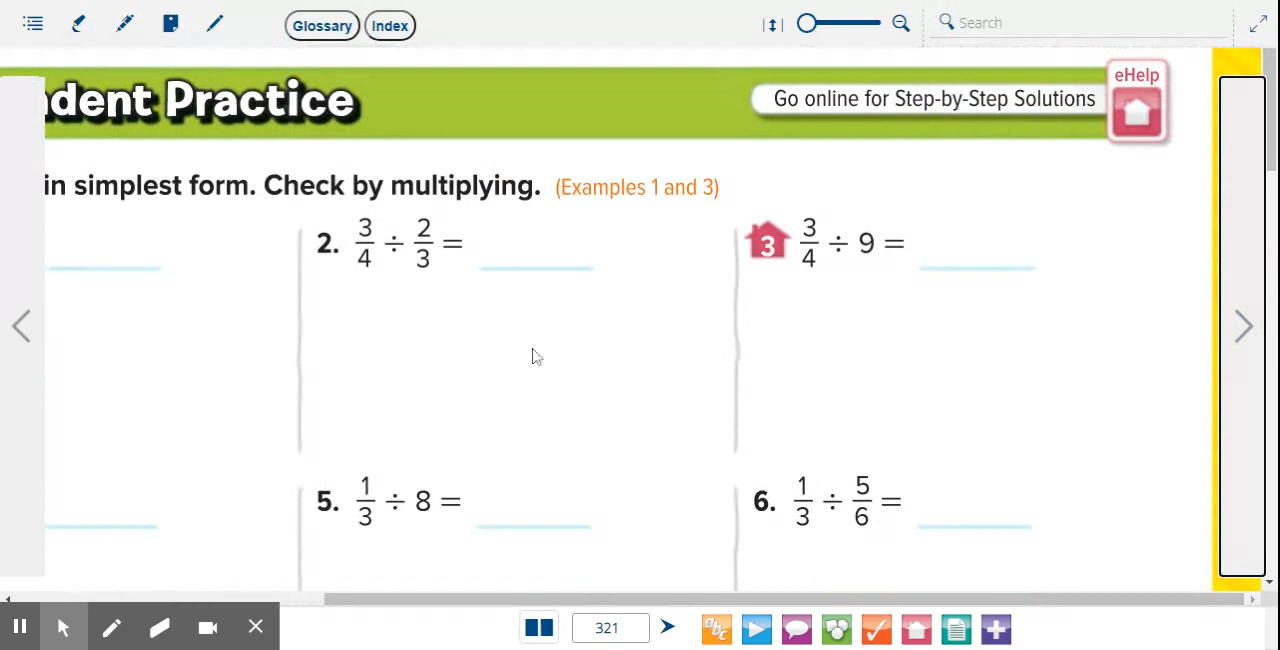 Glossary Index Search
eHelp
dent Practice
Go online for Step-by-Step Solutions
in simplest form. Check by multiplying. (Examples 1 and 3)
2. 3/4 ÷ 2/3 =
3 3/4 ÷ 9 =
5. 1/3 ÷ 8 =
6. 1/3 ÷ 5/6 =
321
abc